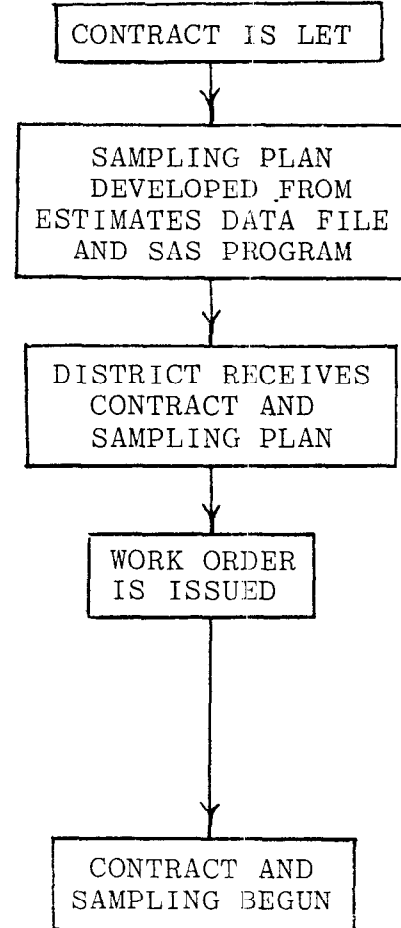 CONTRACT IS LET
SAMPLING PLAN
DEVELOPED FROM
ESTIMATES DATA FILE
AND SAS PROGRAM
DISTRICT RECEIVES
CONTRACT AND
SAMPLING PLAN
WORK ORDER
IS ISSUED
CONTRACT AND
SAMPLING BEGUN